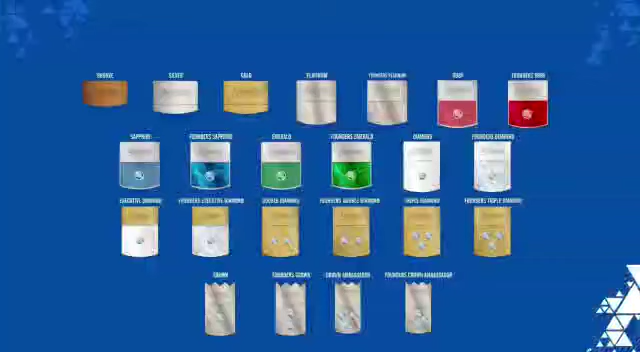 BRONZE SILVER GOLD PLATINUM FOUNDERS PLATINUM RUBY FOUNDERS RUBY
SAPPHIRE FOUNDERS SAPPHIRE EMERALD FOUNDERS EMERALD DIAMOND FOUNDERS DIAMOND
EXECUTIVE DIAMOND FOUNDERS EXECUTIVE DIAMOND DOUBLE DIAMOND FOUNDERS DOUBLE DIAMOND TRIPLE DIAMOND FOUNDERS TRIPLE DIAMOND
CROWN FOUNDERS CROWN CROWN AMBASSADOR FOUNDERS CROWN AMBASSADOR